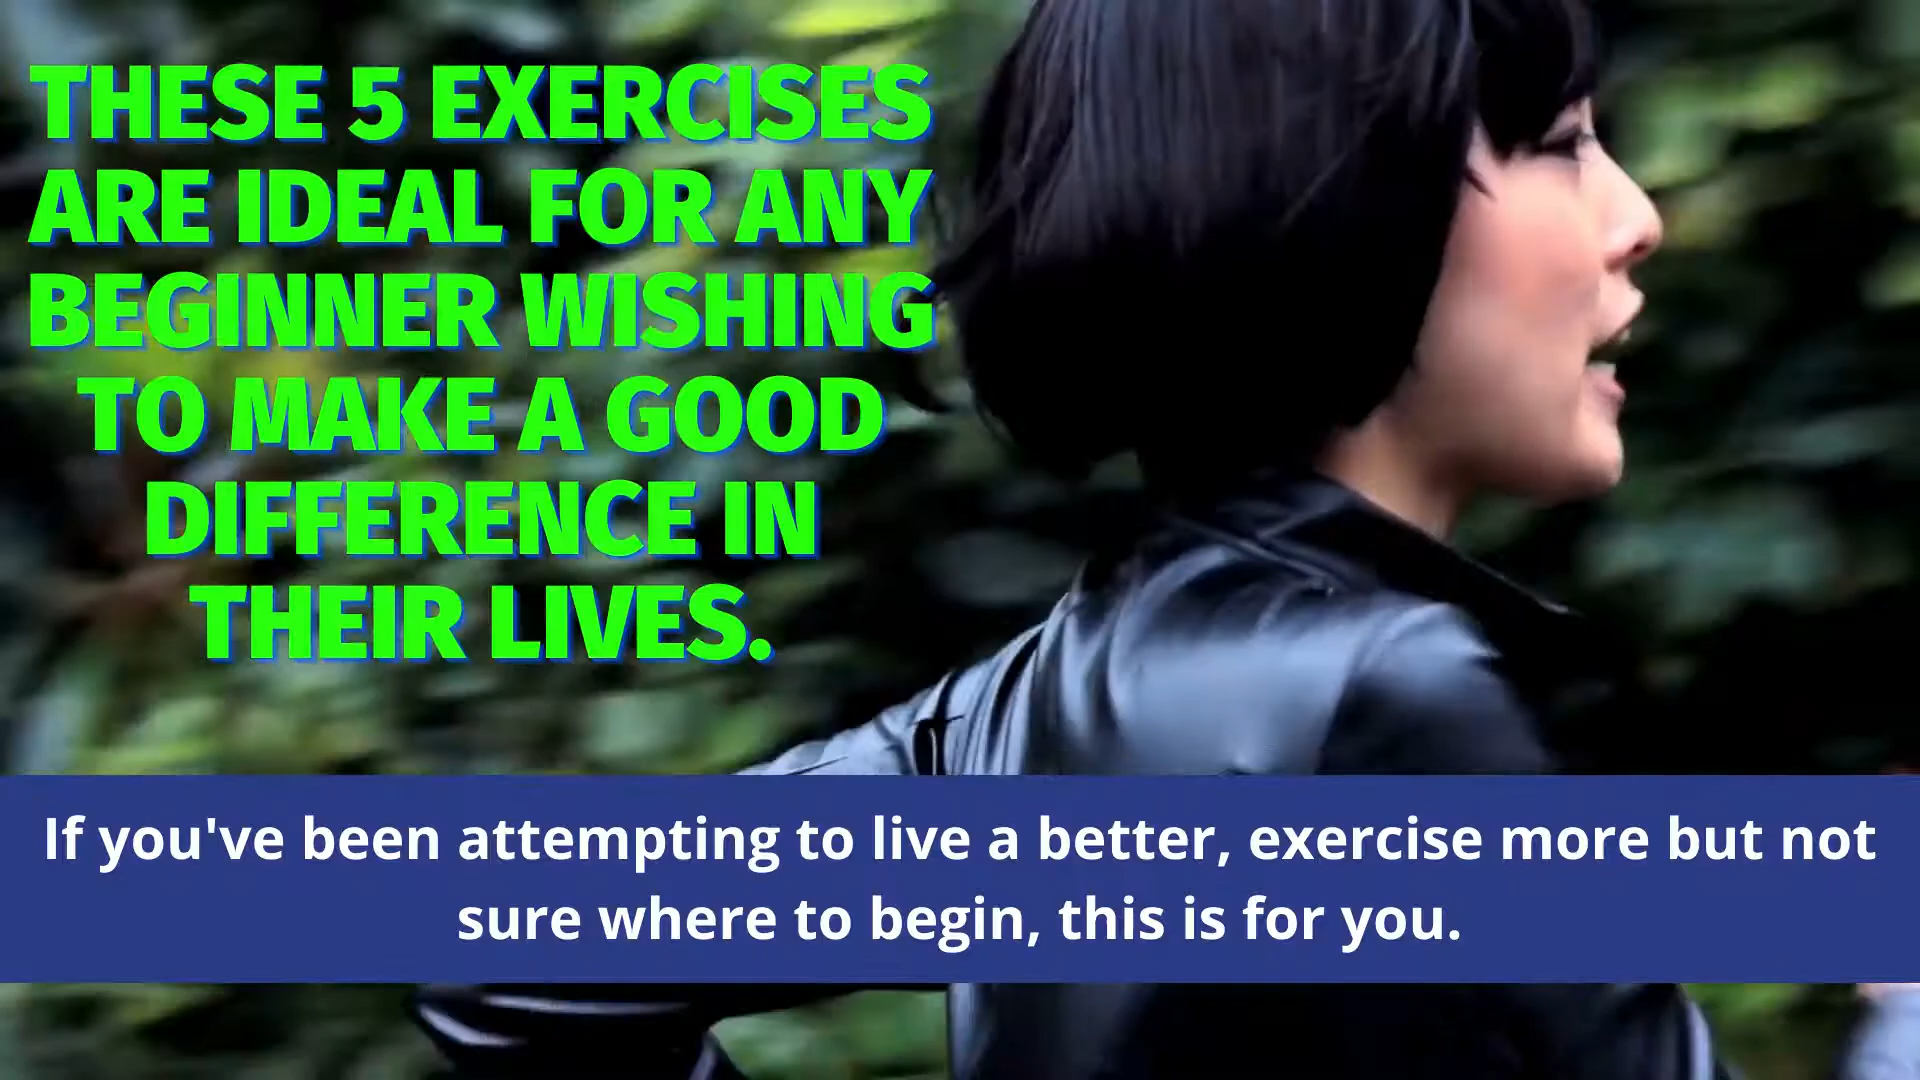 THESE 5 EXERCISES
ARE IDEAL FOR ANY
BEGINNER WISHING
TO MAKE A GOOD
DIFFERENCE IN
THEIR LIVES.
If you've been attempting to live a better, exercise more but not
sure where to begin, this is for you.